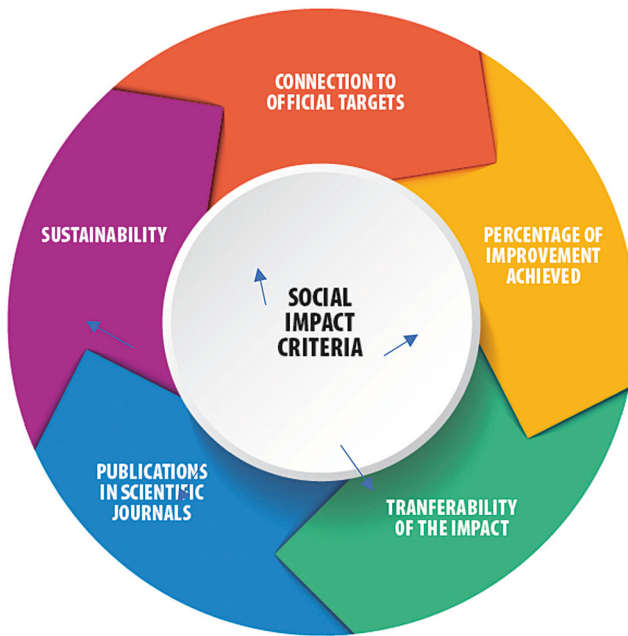 CONNECTION TO
OFFICIAL TARGETS
PERCENTAGE OF
IMPROVEMENT
ACHIEVED
TRANFERABILITY
OF THE IMPACT
PUBLICATIONS
IN SCIENTIFIC
JOURNALS
SUSTAINABILITY
SOCIAL
IMPACT
CRITERIA